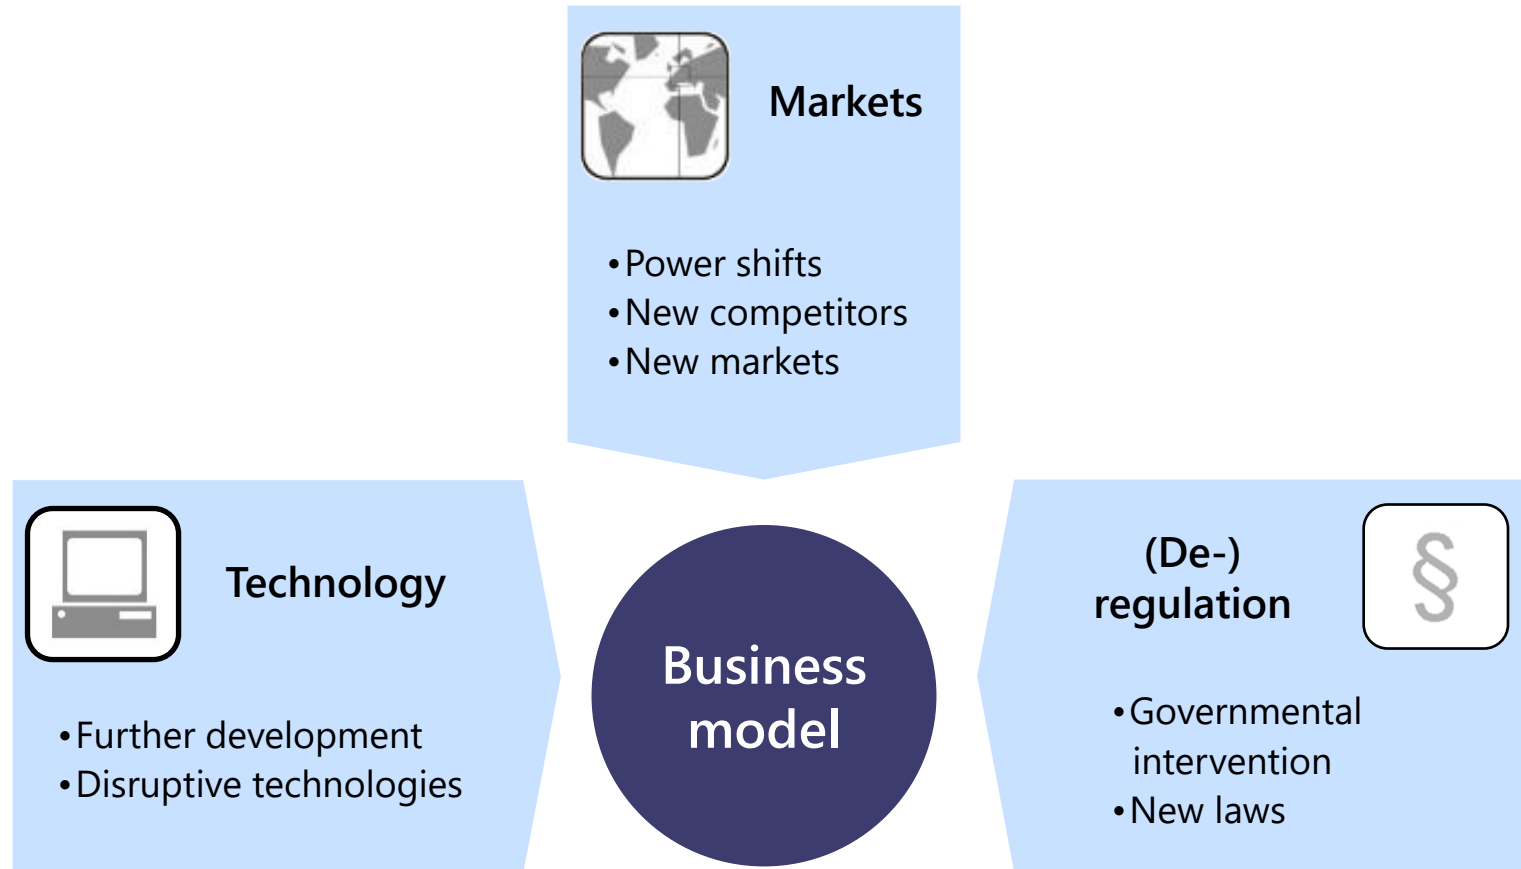 Markets
•Power shifts
•New competitors
•New markets
Technology
•Further development
•Disruptive technologies
Business
model
(De-)
regulation
§
•Governmental
intervention
•New laws